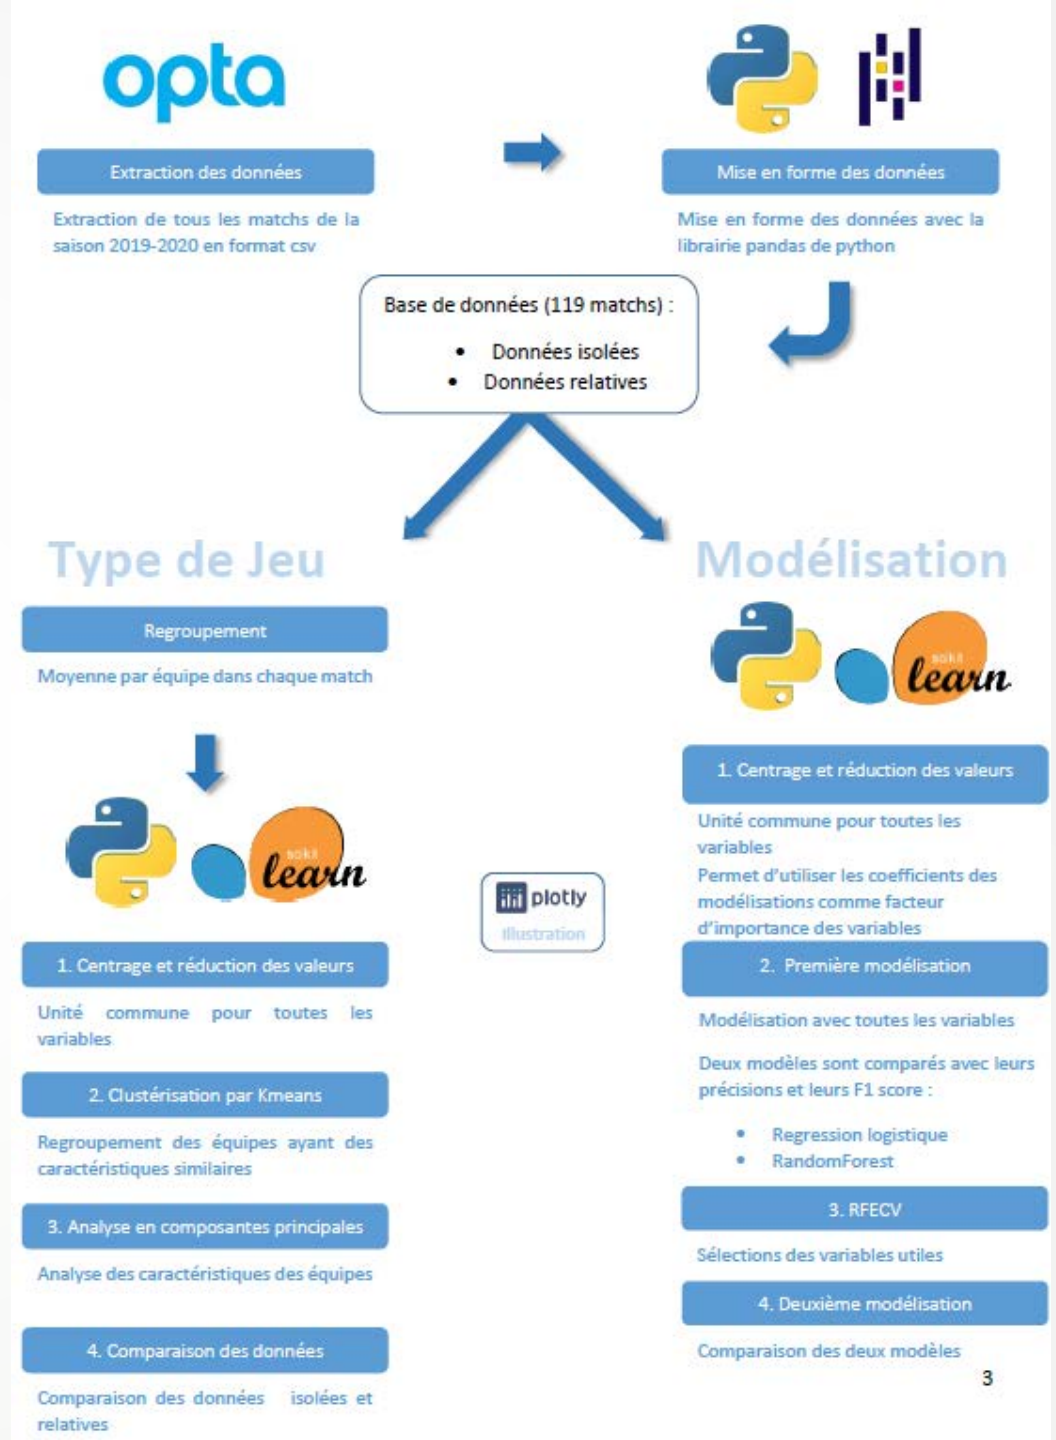 opta
Extraction des données
Extraction de tous les matchs de la
saison 2019-2020 en format csv
Mise en forme des données
Mise en forme des données avec la
librairie pandas de python
Base de données (119 matchs) :
• Données isolées
• Données relatives
Type de Jeu
Regroupement
Moyenne par équipe dans chaque match
scikit
learn
1. Centrage et réduction des valeurs
Unité commune pour toutes les
variables
2. Clustérisation par Kmeans
Regroupement des équipes ayant des
caractéristiques similaires
3. Analyse en composantes principales
Analyse des caractéristiques des équipes
4. Comparaison des données
Comparaison des données isolées et
relatives
plotly
Illustration
Modélisation
scikit
learn
1. Centrage et réduction des valeurs
Unité commune pour toutes les
variables
Permet d'utiliser les coefficients des
modélisations comme facteur
d'importance des variables
2. Première modélisation
Modélisation avec toutes les variables
Deux modèles sont comparés avec leurs
précisions et leurs F1 score :
• Regression logistique
• RandomForest
3. RFECV
Sélections des variables utiles
4. Deuxième modélisation
Comparaison des deux modèles
3